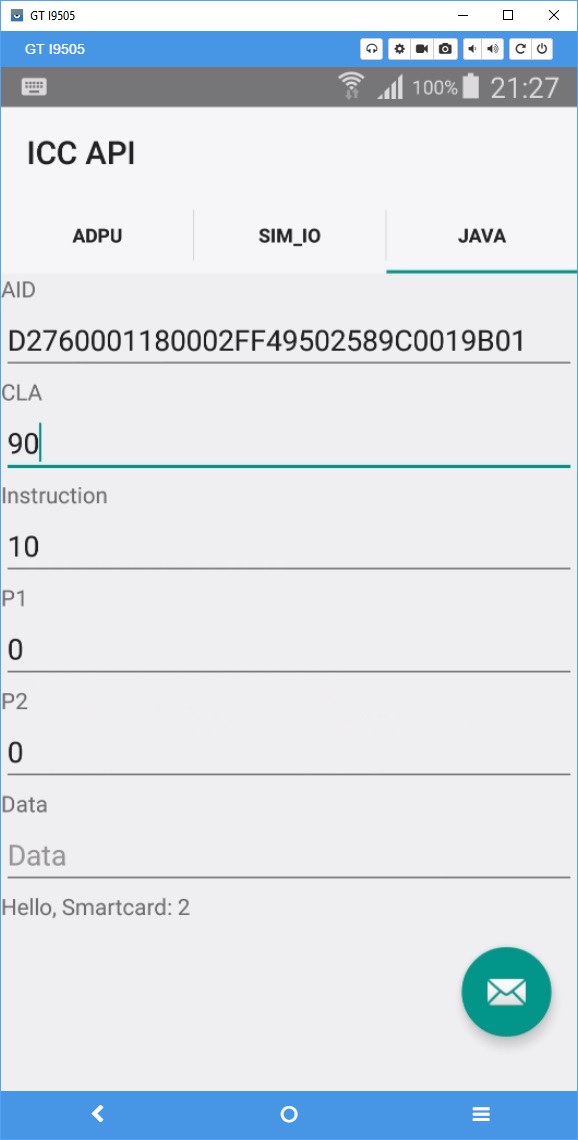 GT I9505
GT I9505
100% 21:27
ICC API
ADPU SIM_IO JAVA
AID
D2760001180002FF49502589C0019B01
CLA
90
Instruction
10
P1
0
P2
0
Data
Data
Hello, Smartcard: 2